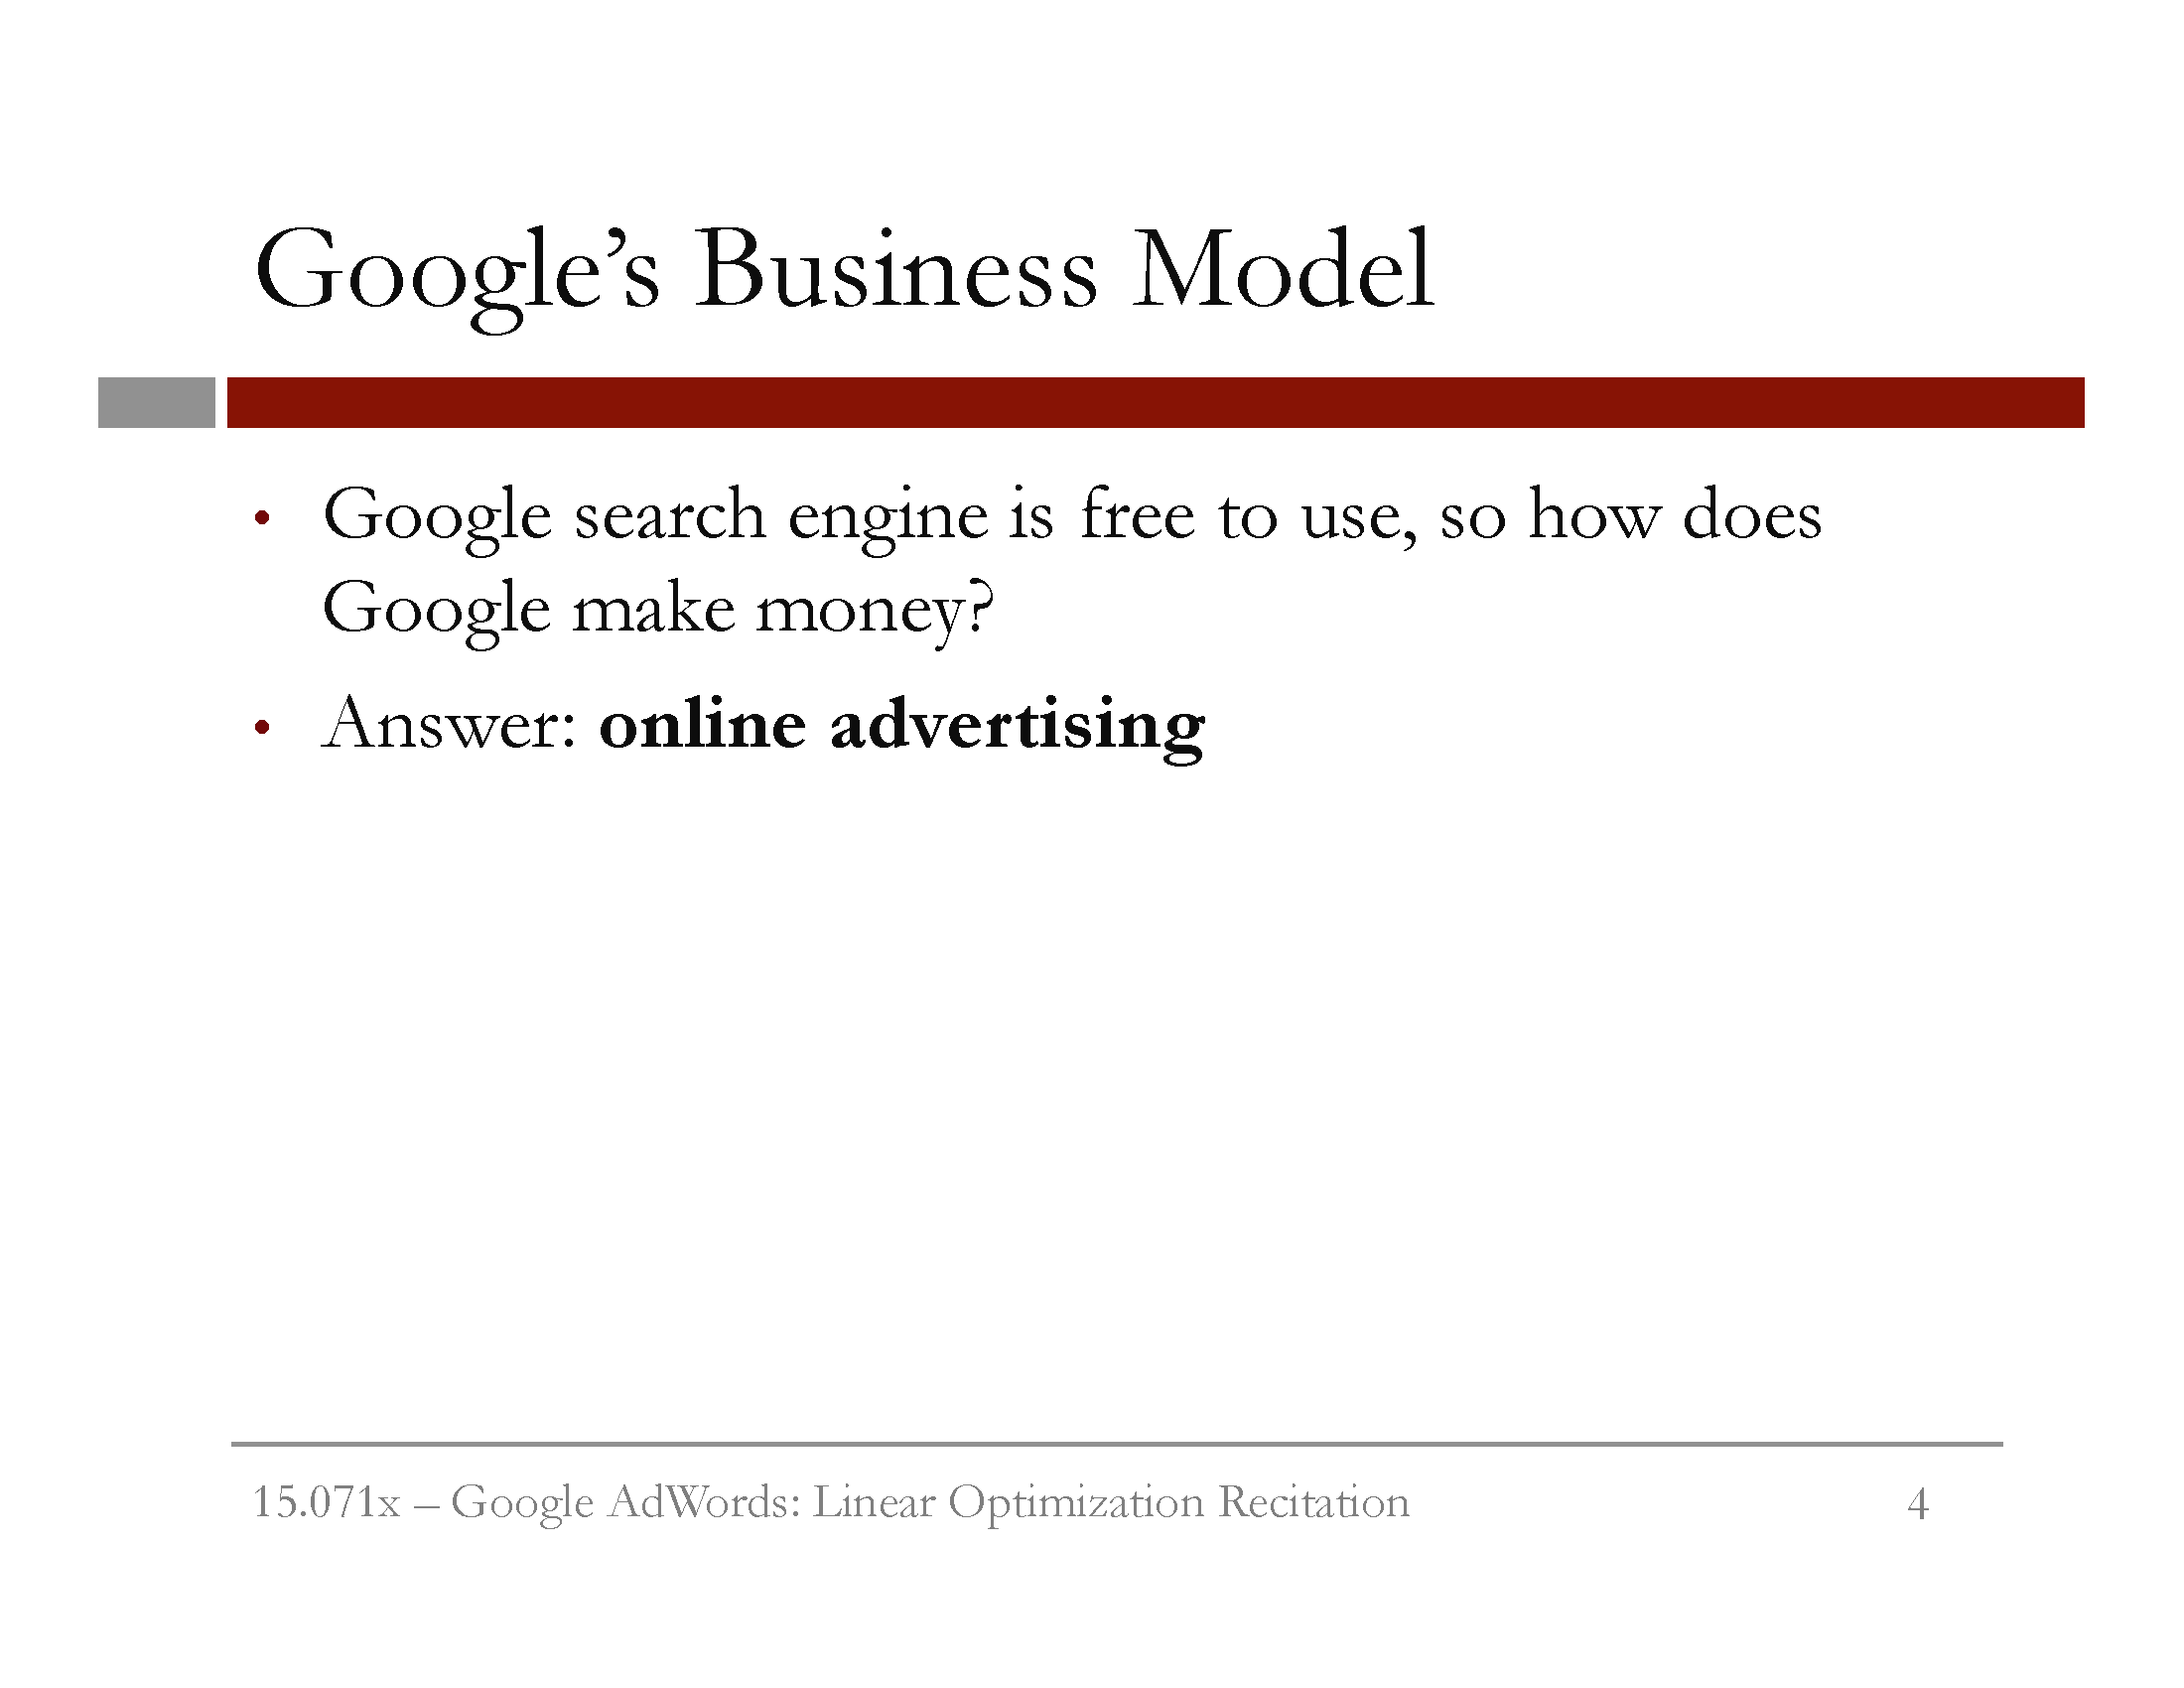 Google’s Business Model
• Google search engine is free to use, so how does
Google make money?
• Answer: online advertising
15.071x – Google AdWords: Linear Optimization Recitation 4